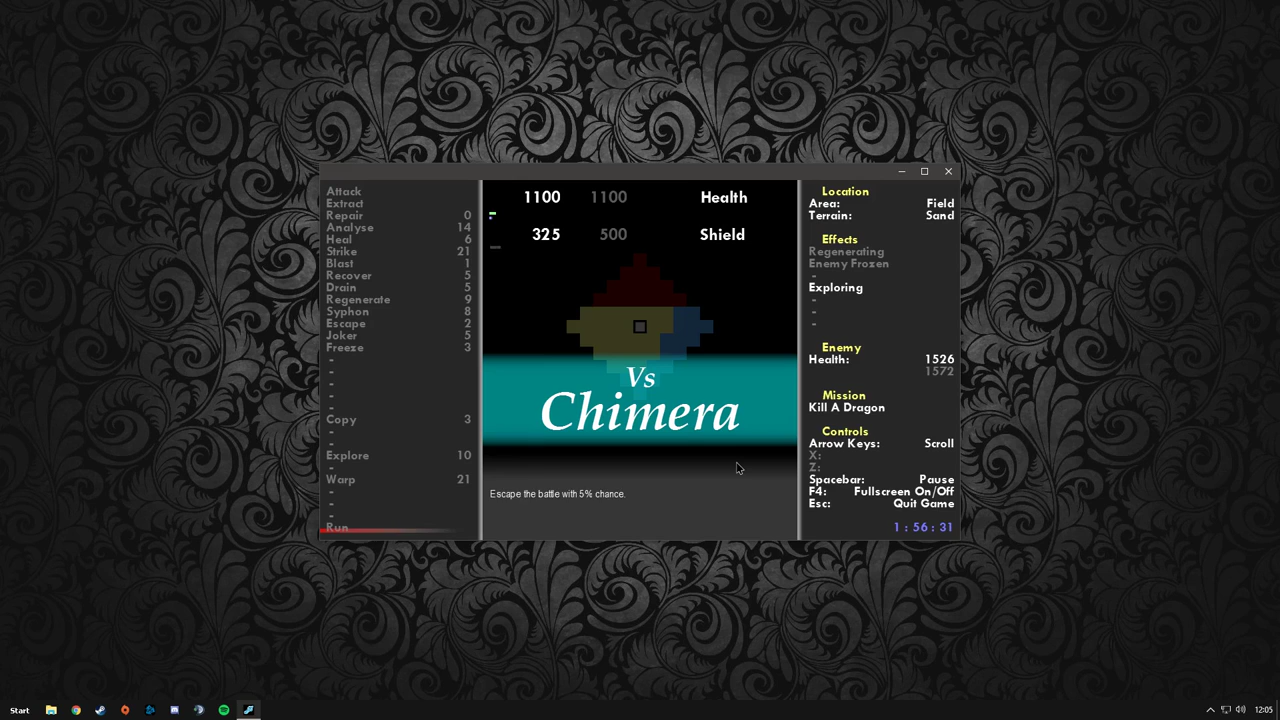 Attack
Extract
Repair 0
Analyse 14
Heal 6
Strike 21
Blast 1
Recover 5
Drain 5
Regenerate 9
Syphon 8
Escape 2
Joker 5
Freeze 3
-
-
-
-
-
Copy 3
-
-
Explore 10
-
Warp 21
-
-
-
Run
1100 1100 Health
325 500 Shield
Vs
Chimera
Escape the battle with 5% chance.
Location
Area: Field
Terrain: Sand
Effects
Regenerating
Enemy Frozen
-
Exploring
-
-
-
Enemy
Health: 1526
1572
Mission
Kill A Dragon
Controls
Arrow Keys: Scroll
X:
Z:
Spacebar: Pause
F4: Fullscreen On/Off
Esc: Quit Game
1 : 56 : 31
Start 12:05